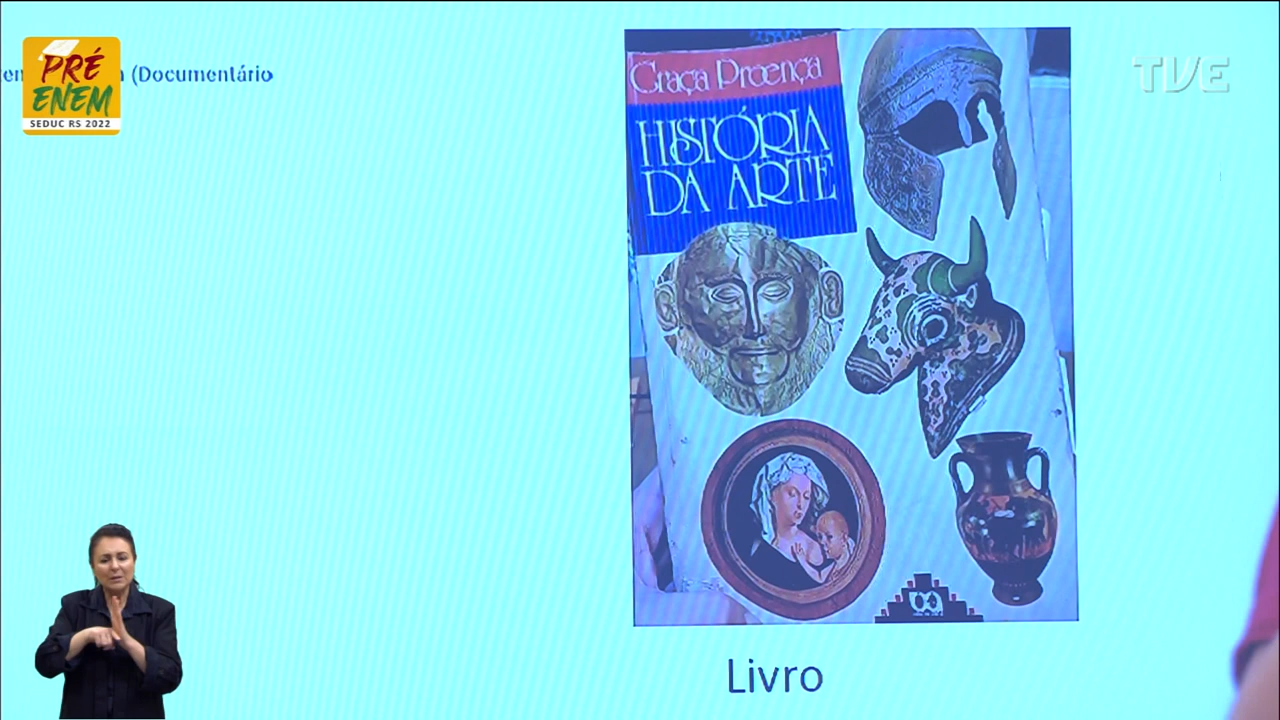 PRÉ
ENEM
SEDUC RS 2022
(Documentário
TVE
Graça Proença
HISTÓRIA
DA ARTE
Livro